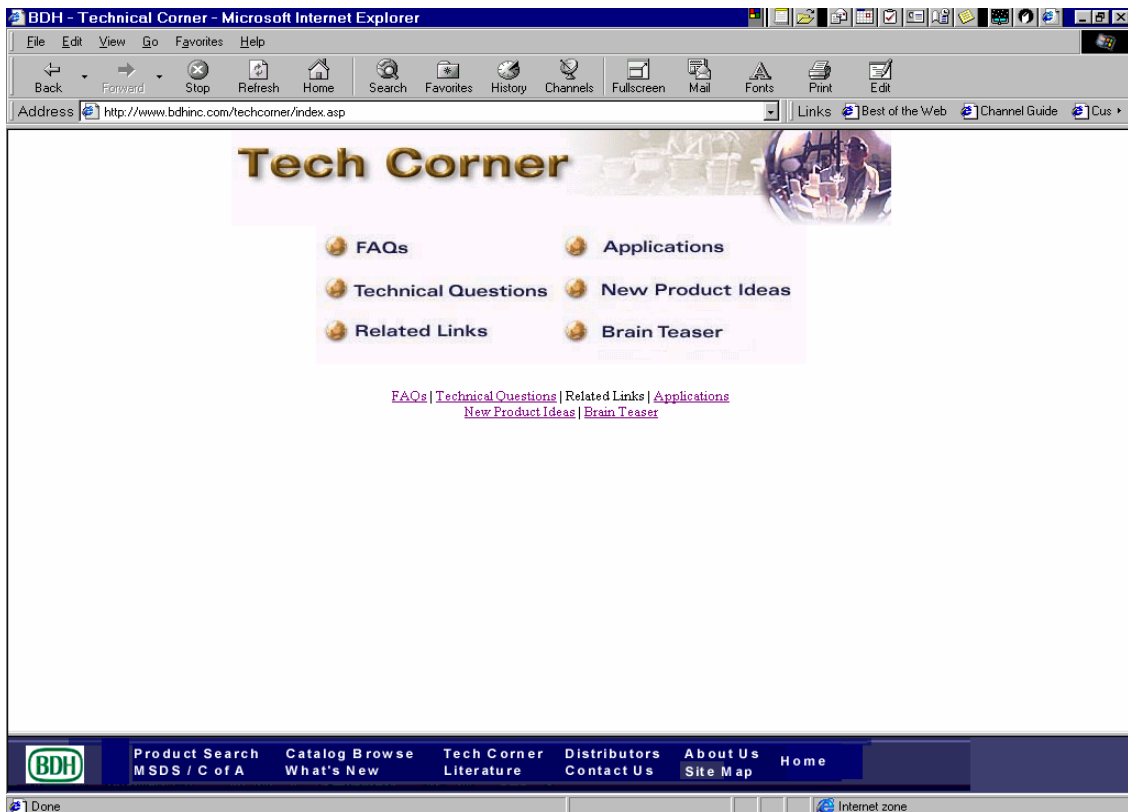 BDH - Technical Corner - Microsoft Internet Explorer
File Edit View Go Favorites Help
Back Forward Stop Refresh Home Search Favorites History Channels Fullscreen Mail Fonts Print Edit
Address http://www.bdhinc.com/techcorner/index.asp Links Best of the Web Channel Guide Cus
Tech Corner
FAQs Applications
Technical Questions New Product Ideas
Related Links Brain Teaser
FAQs | Technical Questions | Related Links | Applications
New Product Ideas | Brain Teaser
BDH
Product Search Catalog Browse Tech Corner Distributors About Us Home
MSDS / C of A What's New Literature Contact Us Site Map
Done Internet zone